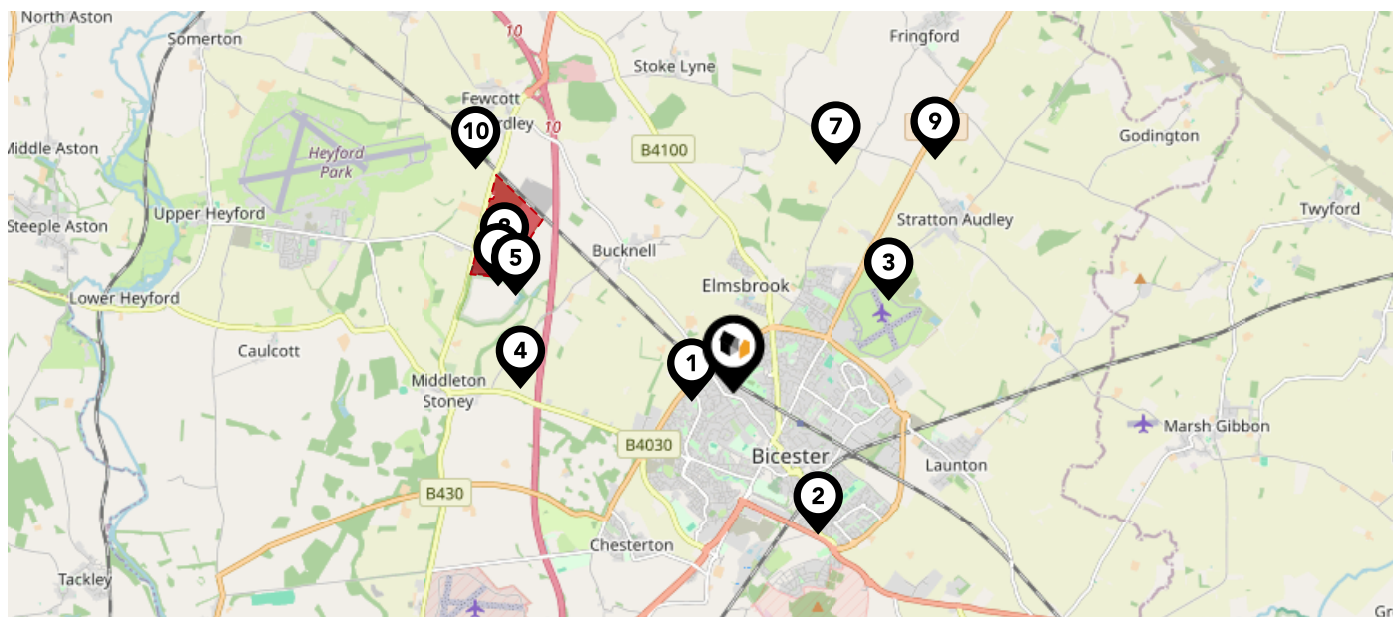 North Aston
Somerton
10
Fringford
Stoke Lyne
Fewcott
10
rdley
10
7
9
Godington
Middle Aston
Heyford
Park
B4100
Upper Heyford
Steeple Aston
Stratton Audley
Twyford
Bucknell
5
3
Lower Heyford
Elmsbrook
Caulcott
4
1
Middleton
Stoney
B4030
Bicester
Marsh Gibbon
Launton
B430
2
Chesterton
Tackley